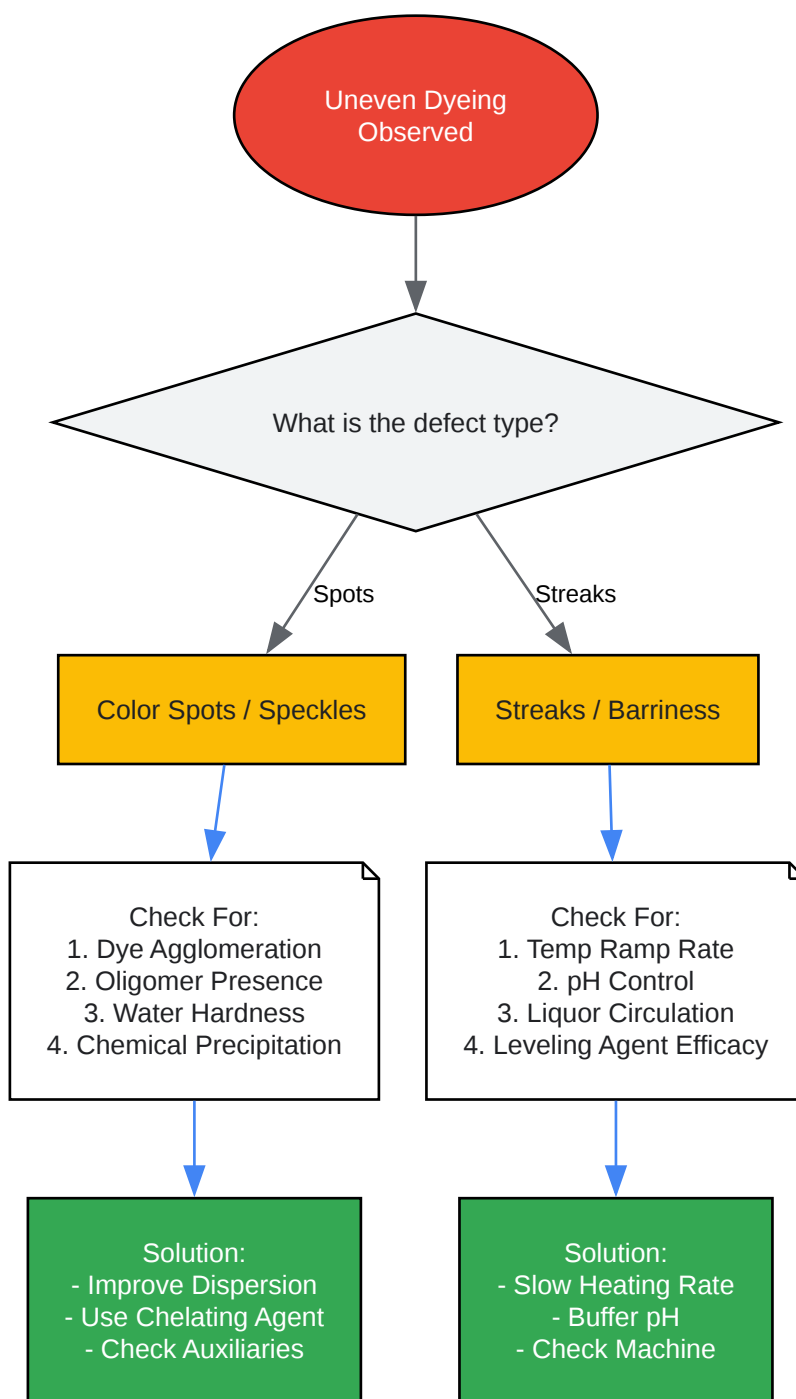 Uneven Dyeing
Observed
What is the defect type?
Spots
Streaks
Color Spots / Speckles
Streaks / Barriness
Check For:
1. Dye Agglomeration
2. Oligomer Presence
3. Water Hardness
4. Chemical Precipitation
Check For:
1. Temp Ramp Rate
2. pH Control
3. Liquor Circulation
4. Leveling Agent Efficacy
Solution:
- Improve Dispersion
- Use Chelating Agent
- Check Auxiliaries
Solution:
- Slow Heating Rate
- Buffer pH
- Check Machine